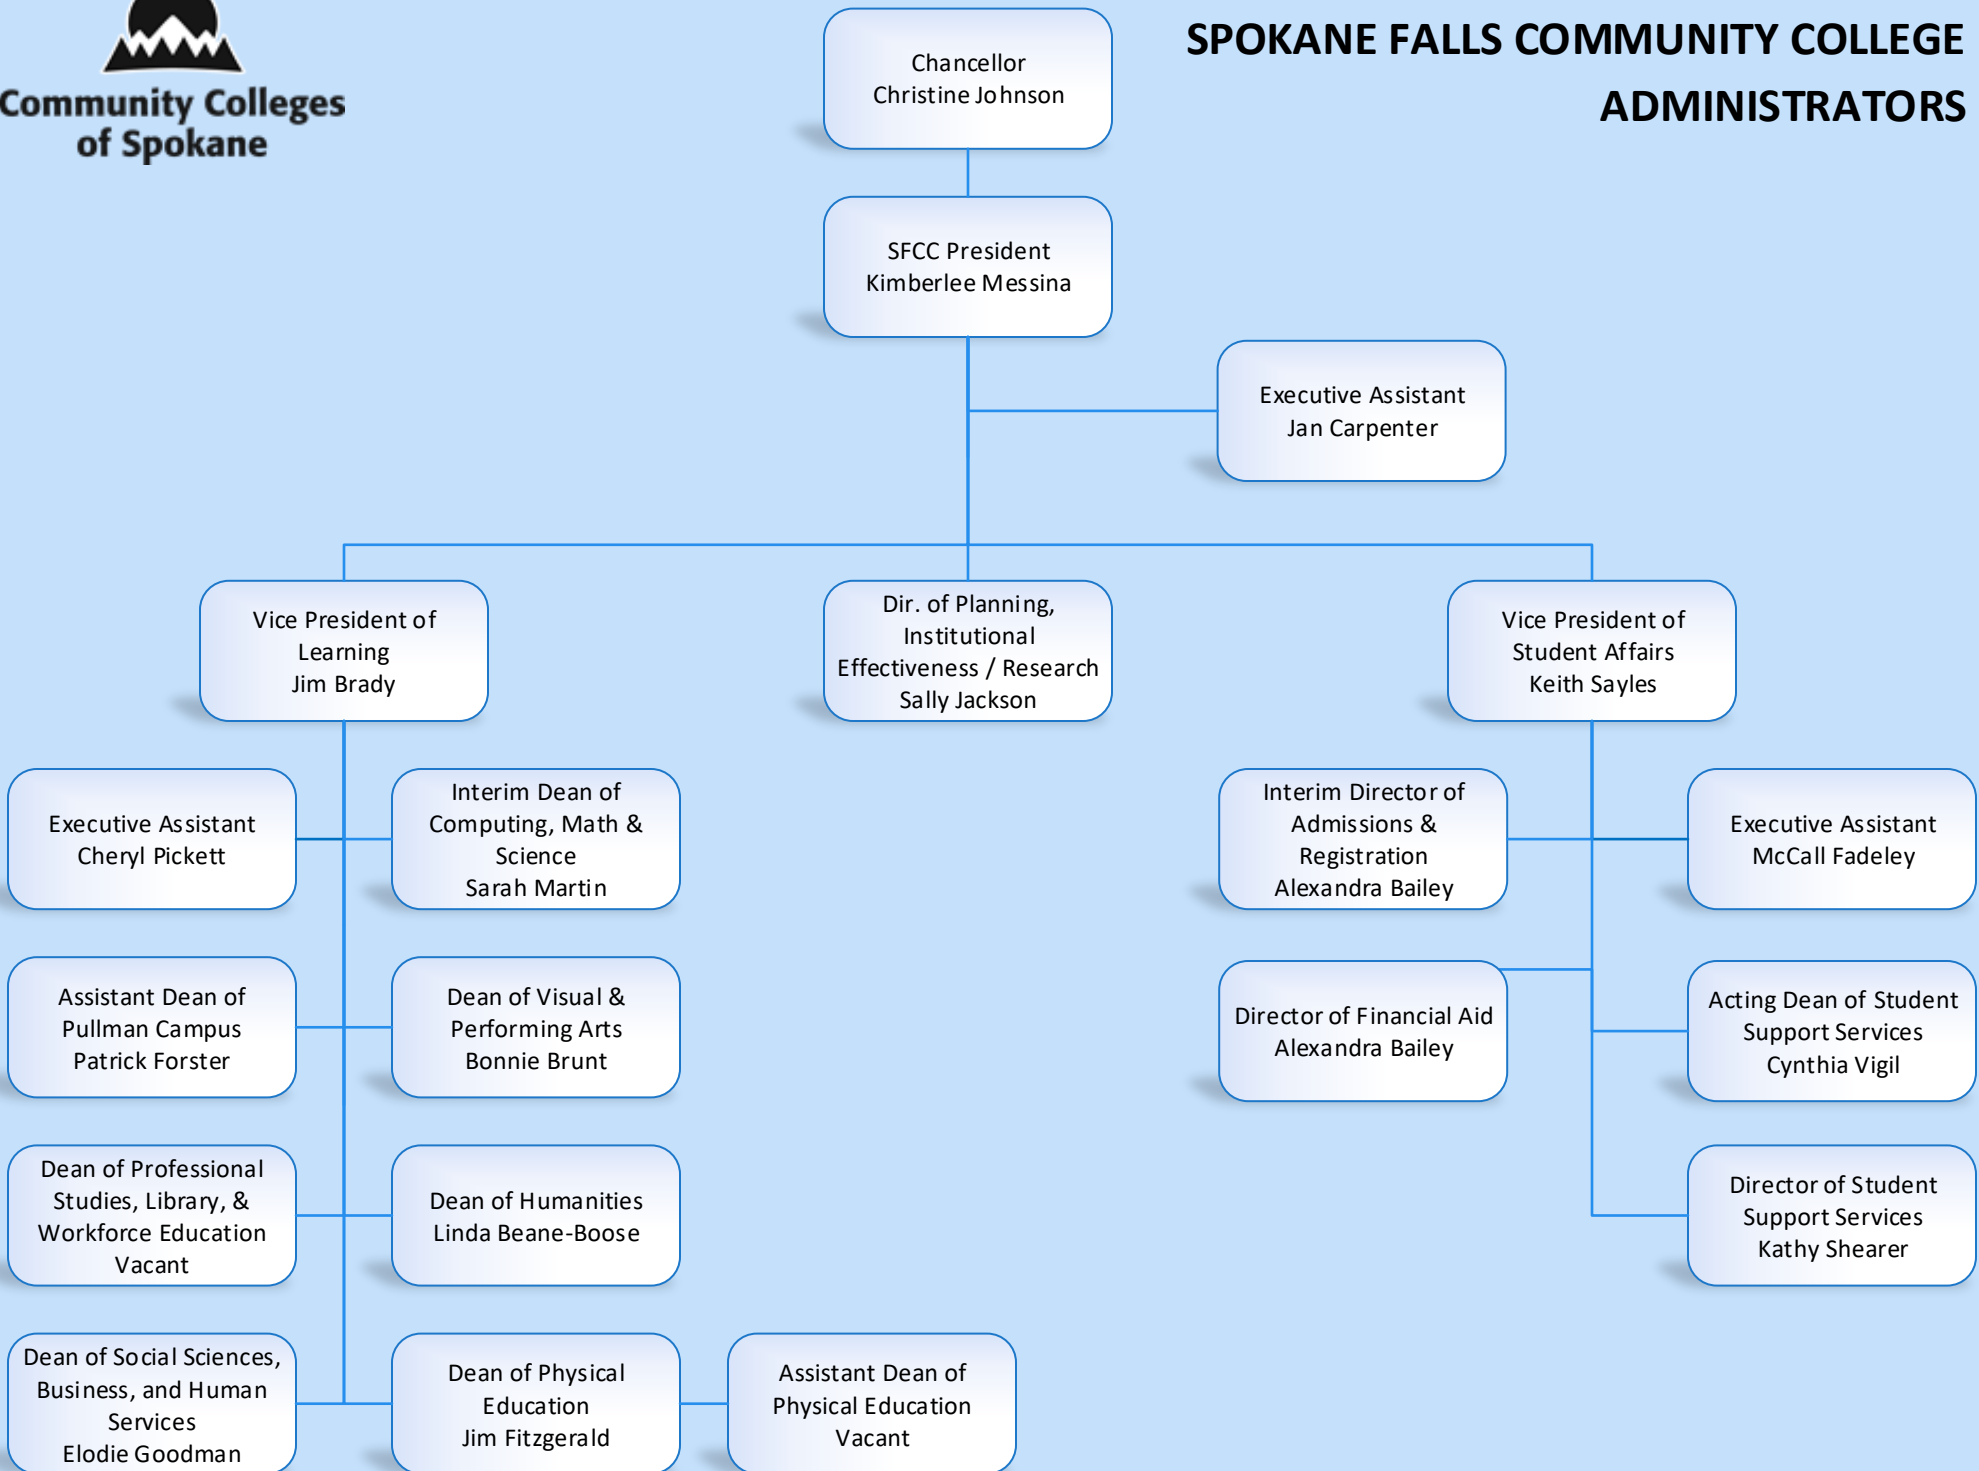 Community Colleges
of Spokane
SPOKANE FALLS COMMUNITY COLLEGE
ADMINISTRATORS
Chancellor
Christine Johnson
SFCC President
Kimberlee Messina
Executive Assistant
Jan Carpenter
Vice President of
Learning
Jim Brady
Dir. of Planning,
Institutional
Effectiveness / Research
Sally Jackson
Vice President of
Student Affairs
Keith Sayles
Executive Assistant
Cheryl Pickett
Interim Dean of
Computing, Math &
Science
Sarah Martin
Interim Director of
Admissions &
Registration
Alexandra Bailey
Executive Assistant
McCall Fadeley
Assistant Dean of
Pullman Campus
Patrick Forster
Dean of Visual &
Performing Arts
Bonnie Brunt
Director of Financial Aid
Alexandra Bailey
Acting Dean of Student
Support Services
Cynthia Vigil
Dean of Professional
Studies, Library, &
Workforce Education
Vacant
Dean of Humanities
Linda Beane-Boose
Director of Student
Support Services
Kathy Shearer
Dean of Social Sciences,
Business, and Human
Services
Elodie Goodman
Dean of Physical
Education
Jim Fitzgerald
Assistant Dean of
Physical Education
Vacant